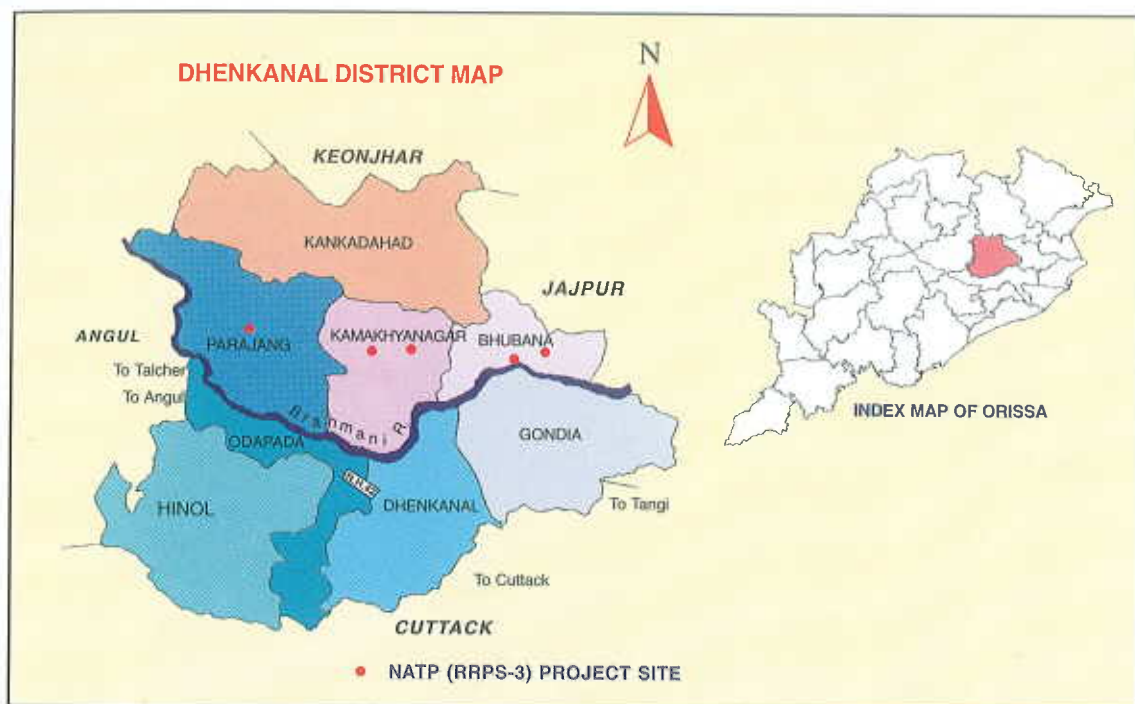 DHENKANAL DISTRICT MAP
N
KEONJHAR
KANKADAHAD
JAJPUR
ANGUL
PARAJANG
KAMAKHYANAGAR
BHUBANA
To Talcher
To Angul
Brahmani R
ODAPADA
GONDIA
INDEX MAP OF ORISSA
HINOL
DHENKANAL
To Tangi
To Cuttack
CUTTACK
NATP (RRPS-3) PROJECT SITE